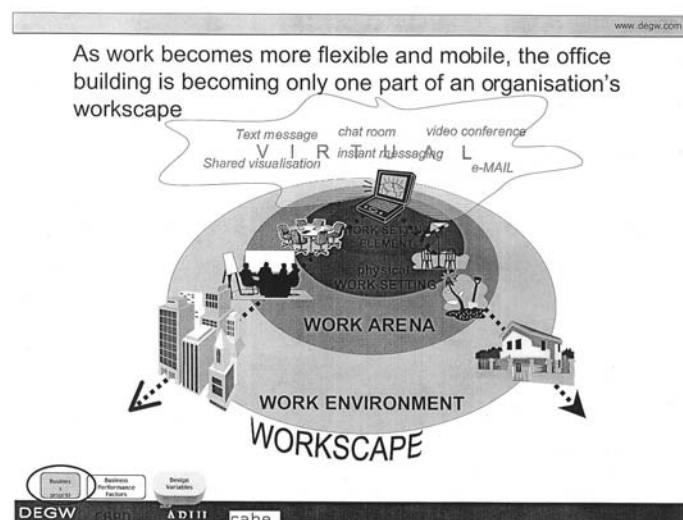 www.degw.com
As work becomes more flexible and mobile, the office
building is becoming only one part of an organisation's
workscape
Text message chat room video conference
V I R T U A L
Shared visualisation instant messaging e-MAIL
WORK SETTING
ELEMENT
physical
WORK SETTING
WORK ARENA
WORK ENVIRONMENT
WORKSCAPE
Business Performance Factors
Design Variables
DEGW cabe